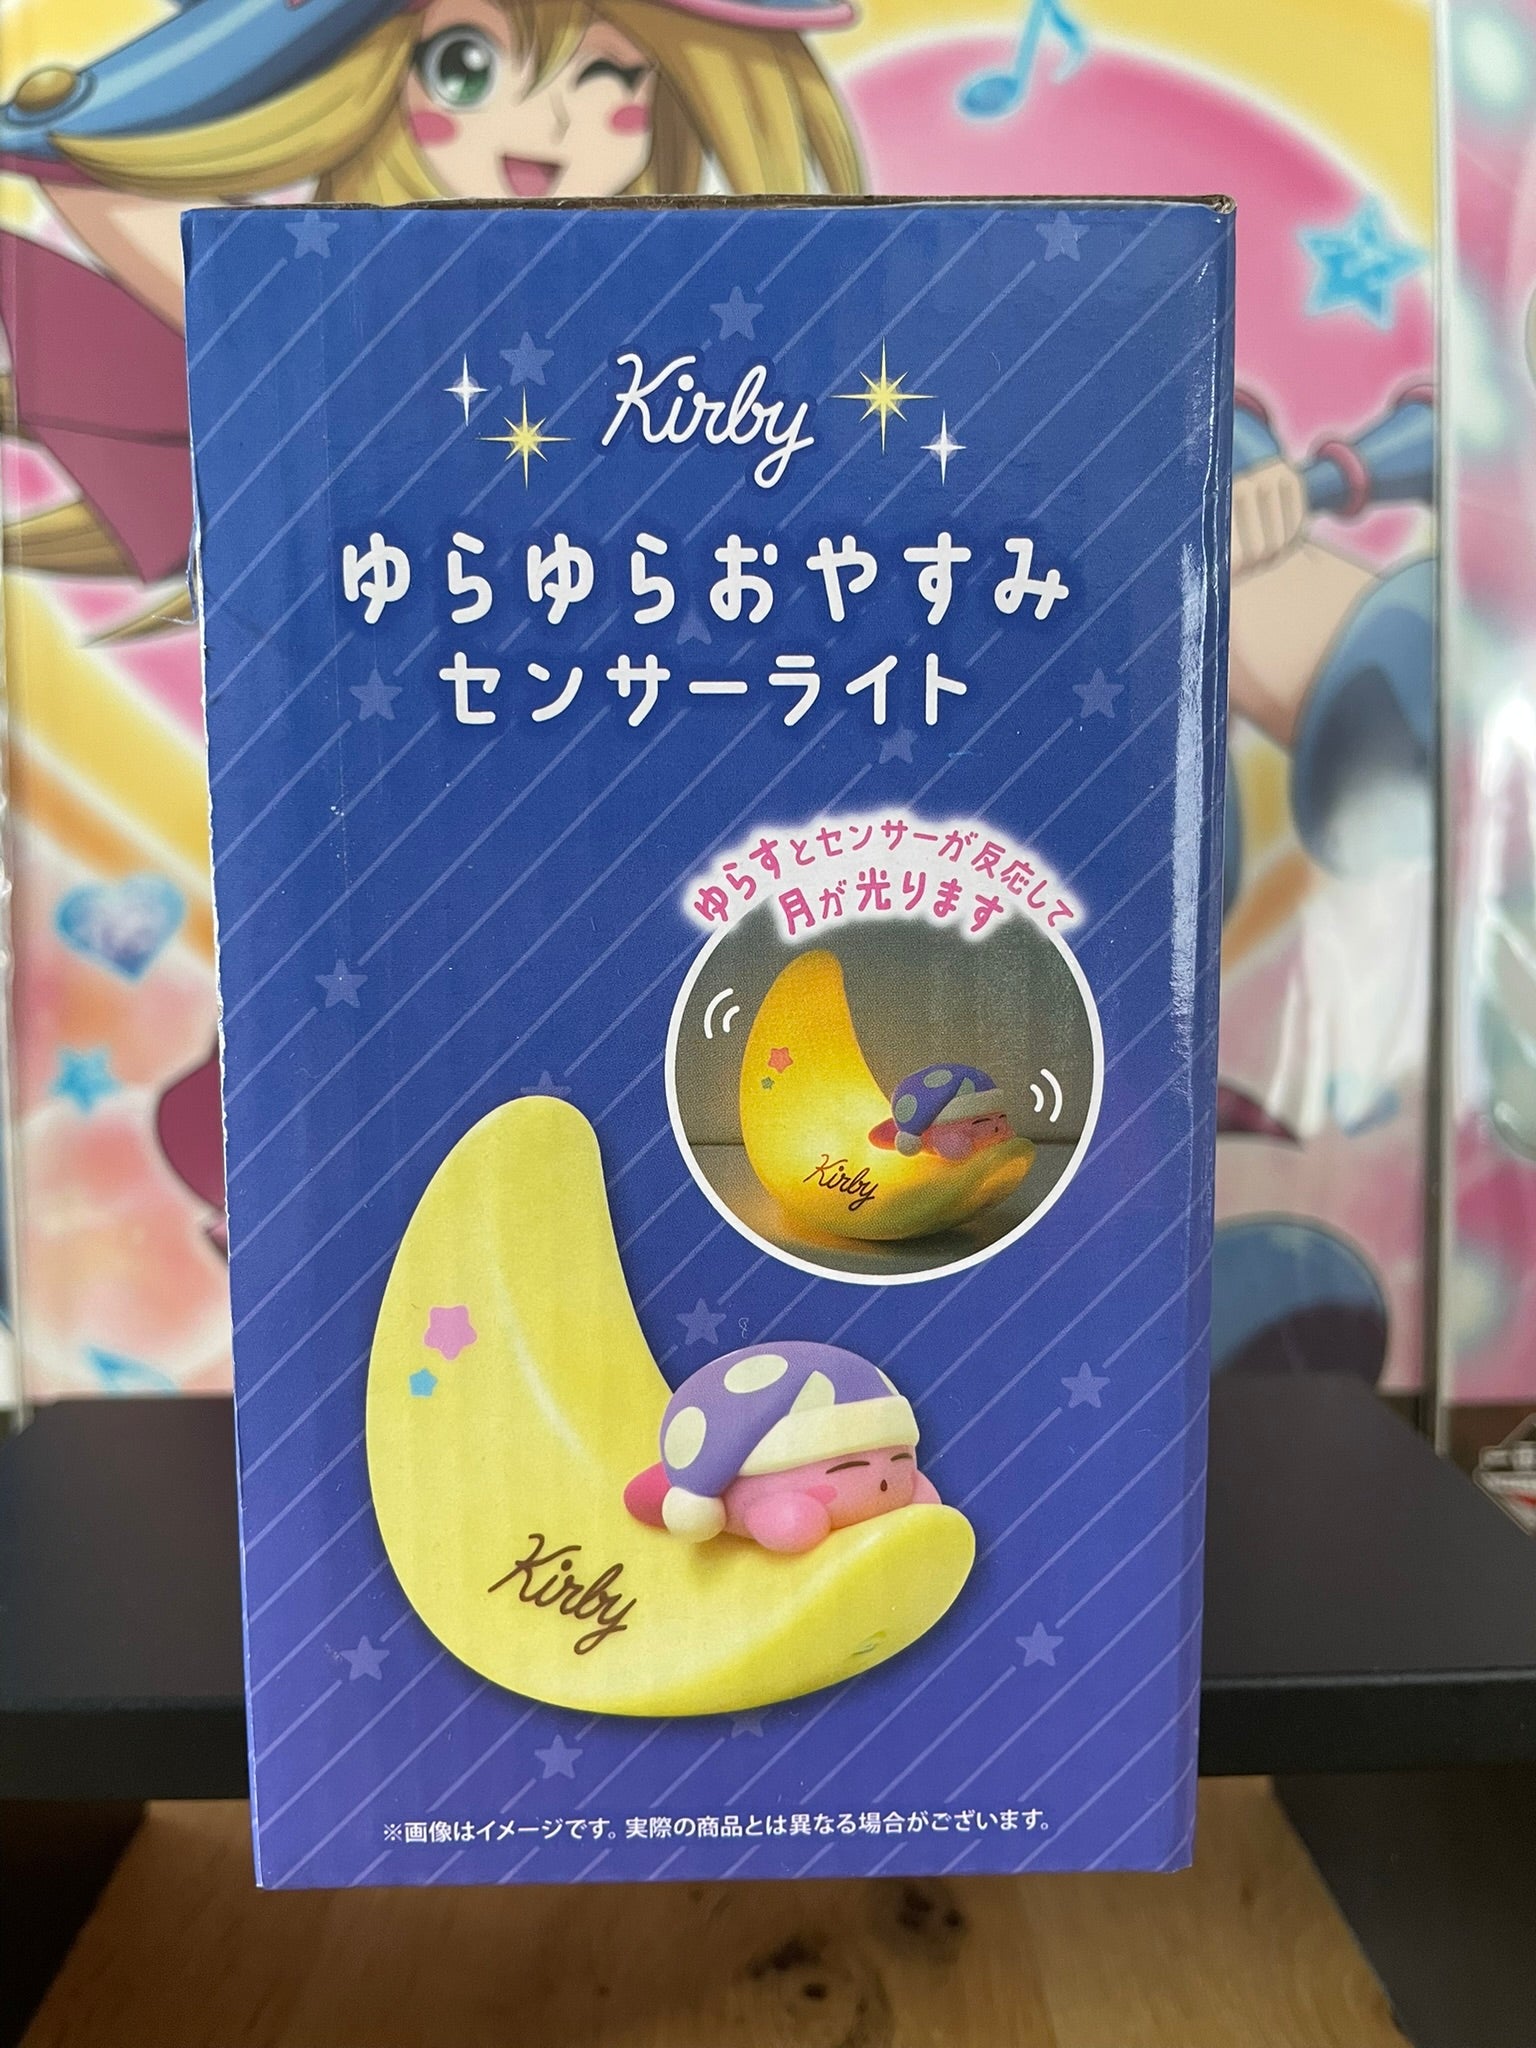 Kirby
ゆらゆらおやすみ
センサーライト
ゆらすとセンサーが反応して
月が光ります
Kirby
Kirby
※画像はイメージです。実際の商品とは異なる場合がございます。